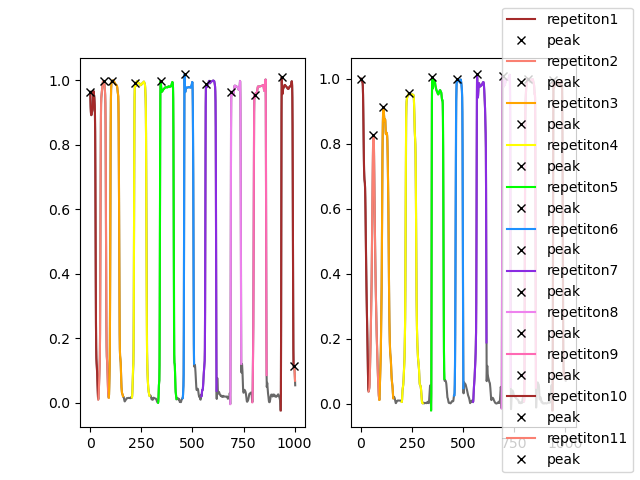 1.0
0.8
0.6
0.4
0.2
0.0
0
250
500
750
1000
1.0
0.8
0.6
0.4
0.2
0.0
0
250
500
750
1000
repetiton1
peak
repetiton2
peak
repetiton3
peak
repetiton4
peak
repetiton5
peak
repetiton6
peak
repetiton7
peak
repetiton8
peak
repetiton9
peak
repetiton10
peak
repetiton11
peak